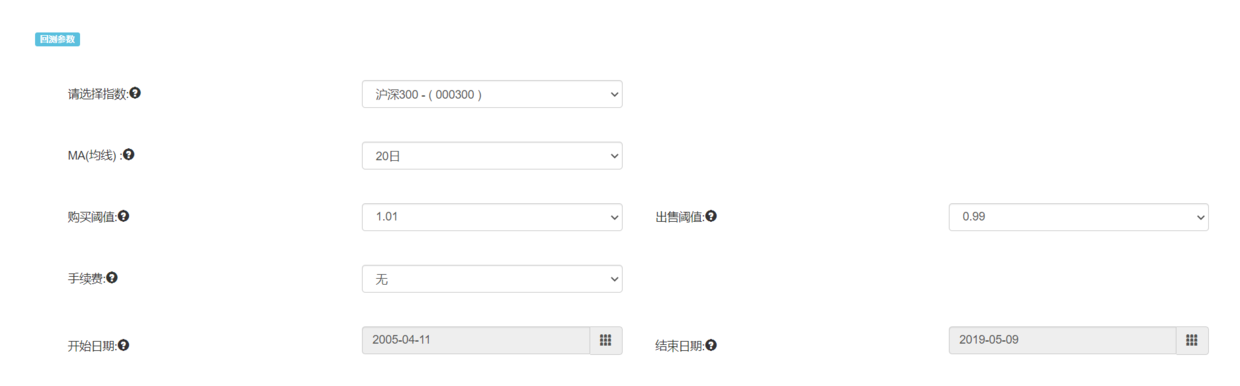 回测参数
请选择指数: 沪深300 - ( 000300 )
MA(均线) : 20日
购买阈值: 1.01 出售阈值: 0.99
手续费: 无
开始日期: 2005-04-11 结束日期: 2019-05-09